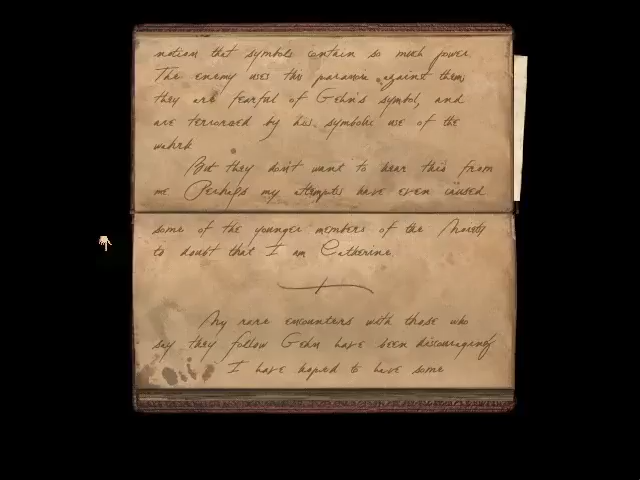 notion that symbols contain so much power.
The enemy uses this paranoia against them;
they are fearful of Gehn's symbol, and
are terrorized by his symbolic use of the
wahrk.
But they don't want to hear this from
me. Perhaps my attempts have even caused
some of the younger members of the Moiety
to doubt that I am Catherine.
My rare encounters with those who
say they follow Gehn have been discouraging.
I have hoped to have some